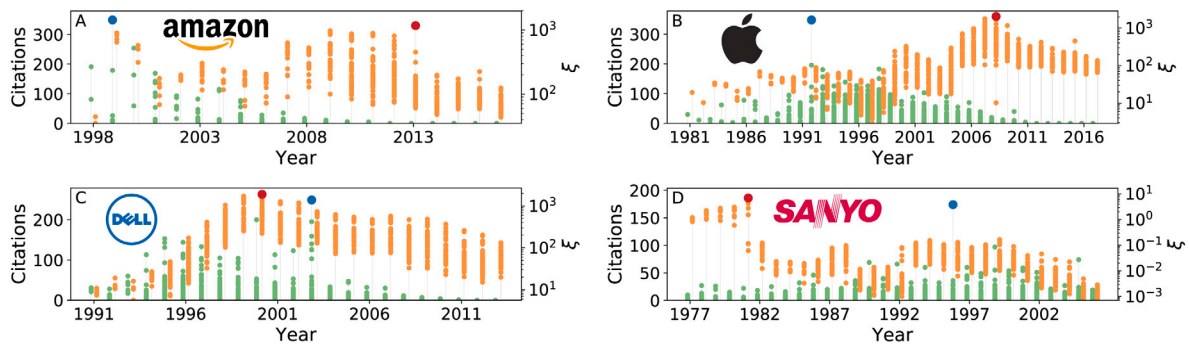 A
amazon
Citations
300
200
100
0
10³
10²
ξ
1998 2003 2008 2013
Year
B
Citations
300
200
100
0
10³
10²
10¹
ξ
1981 1986 1991 1996 2001 2006 2011 2016
Year
C
DELL
Citations
200
100
0
10³
10²
10¹
ξ
1991 1996 2001 2006 2011
Year
D
SANYO
Citations
200
150
100
50
0
10¹
10⁰
10⁻¹
10⁻²
10⁻³
ξ
1977 1982 1987 1992 1997 2002
Year